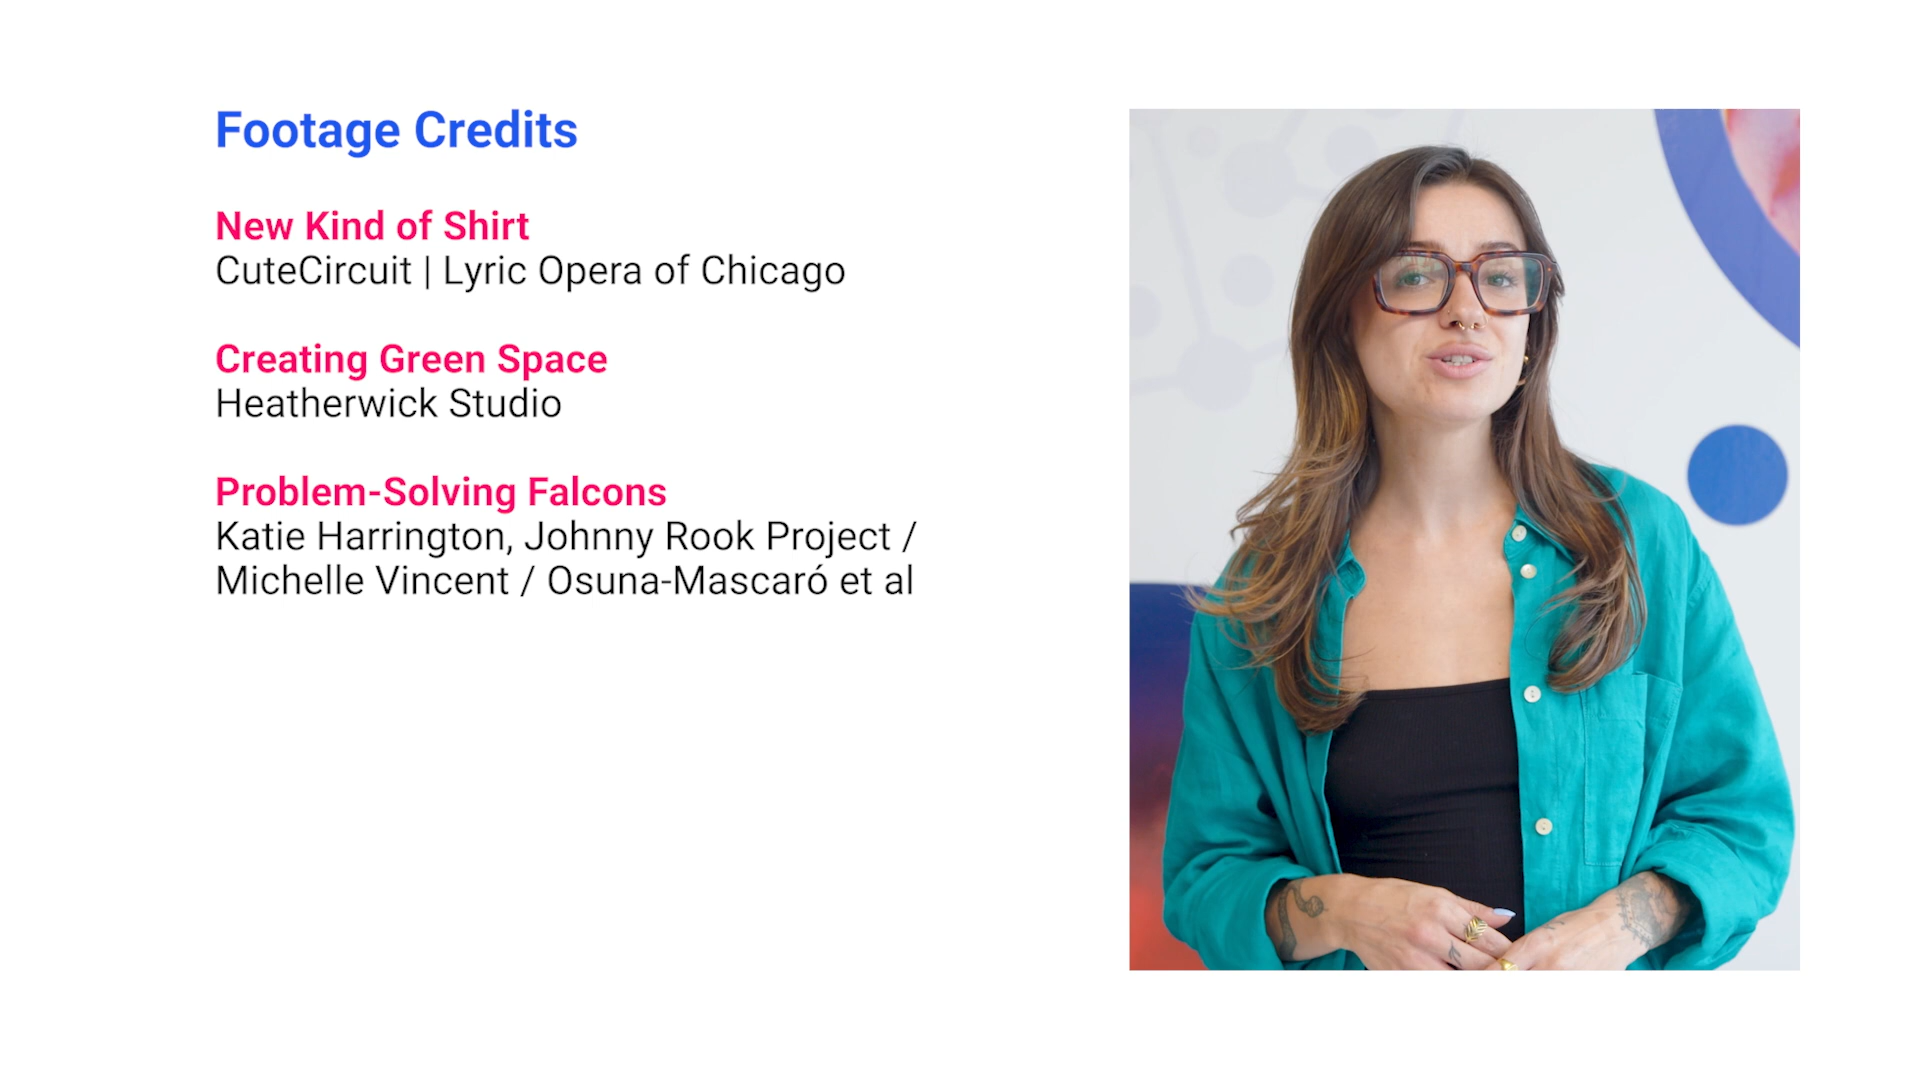 Footage Credits
New Kind of Shirt
CuteCircuit | Lyric Opera of Chicago
Creating Green Space
Heatherwick Studio
Problem-Solving Falcons
Katie Harrington, Johnny Rook Project /
Michelle Vincent / Osuna-Mascaró et al